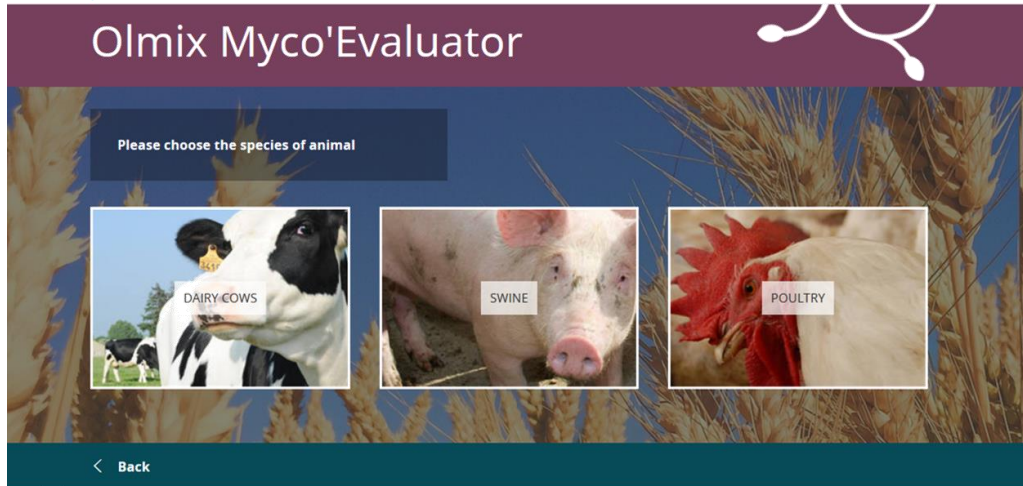 Olmix Myco'Evaluator
Please choose the species of animal
DAIRY COWS
SWINE
POULTRY
Back